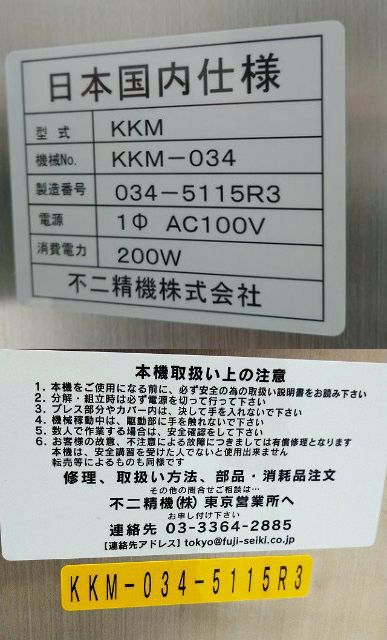 日本国内仕様
型式 KKM
機械No. KKM-034
製造番号 034-5115R3
電源 1Φ AC100V
消費電力 200W
不二精機株式会社
本機取扱い上の注意
1. 本機をご使用になる前に、必ず安全の為の取扱い説明書をお読み下さい
2. 分解・組立時は必ず電源を切って行って下さい
3. プレス部分やカバー内は、決して手を入れないで下さい
4. 機械稼動中は、駆動部に手を触れないで下さい
5. 数人で作業する場合は、安全確認をして下さい
6. お客様の故意、不注意による故障につきましては有償修理となります
本機は、安全講習を受けた人でないと使用出来ません
転売等によるものも同様です
修理、取扱い方法、部品・消耗品注文
その他の問合せご相談は…
不二精機(株) 東京営業所へ
お申し付け下さい
連絡先 03-3364-2885
【連絡先アドレス】tokyo@fuji-seiki.co.jp
KKM-034-5115R3